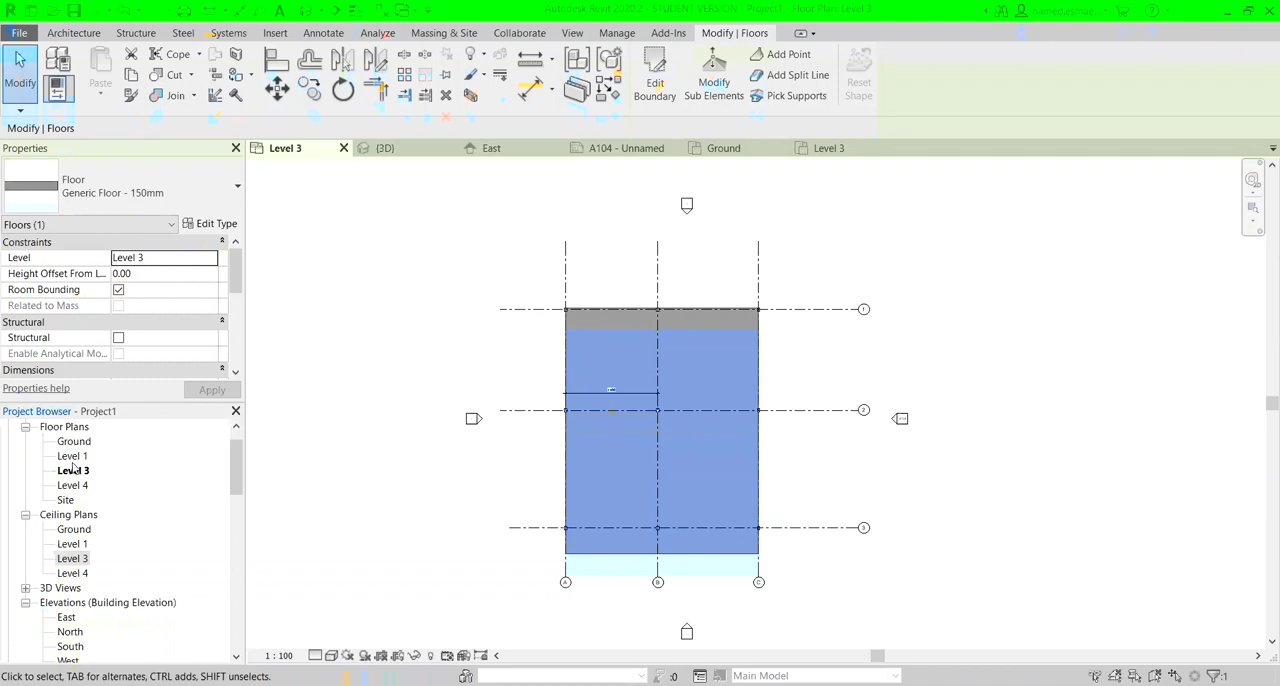 Autodesk Revit 2020.2 - STUDENT VERSION - Project1 - Floor Plan: Level 3
hamed.esmae...
File Architecture Structure Steel Systems Insert Annotate Analyze Massing & Site Collaborate View Manage Add-Ins Modify | Floors
Modify
Paste
Cope
Cut
Join
Edit Boundary
Modify Sub Elements
Add Point
Add Split Line
Pick Supports
Reset Shape
Modify | Floors
Properties
Level 3 {3D} East A104 - Unnamed Ground Level 3
Floor
Generic Floor - 150mm
Floors (1) Edit Type
Constraints
Level Level 3
Height Offset From L... 0.00
Room Bounding
Related to Mass
Structural
Structural
Enable Analytical Mo...
Dimensions
Properties help Apply
Project Browser - Project1
Floor Plans
Ground
Level 1
Level 3
Level 4
Site
Ceiling Plans
Ground
Level 1
Level 3
Level 4
3D Views
Elevations (Building Elevation)
East
North
South
West
1
2
3
A B C
1 : 100
Click to select, TAB for alternates, CTRL adds, SHIFT unselects.
:0
Main Model
:1